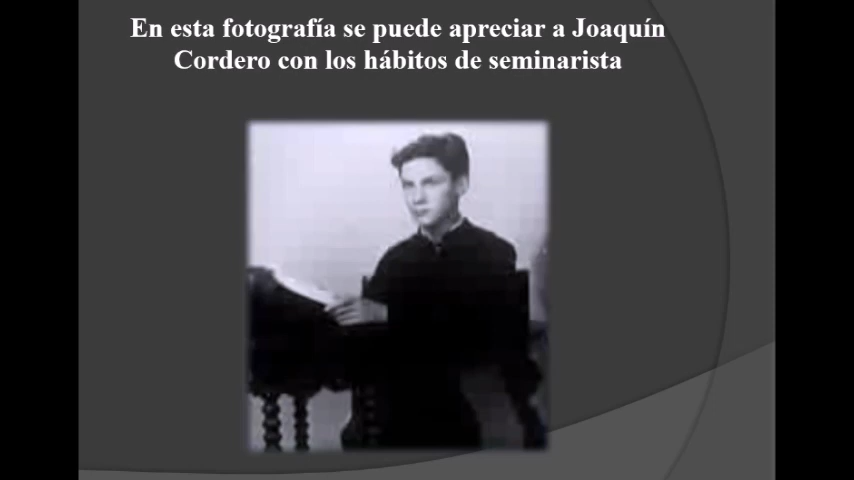 En esta fotografía se puede apreciar a Joaquín
Cordero con los hábitos de seminarista